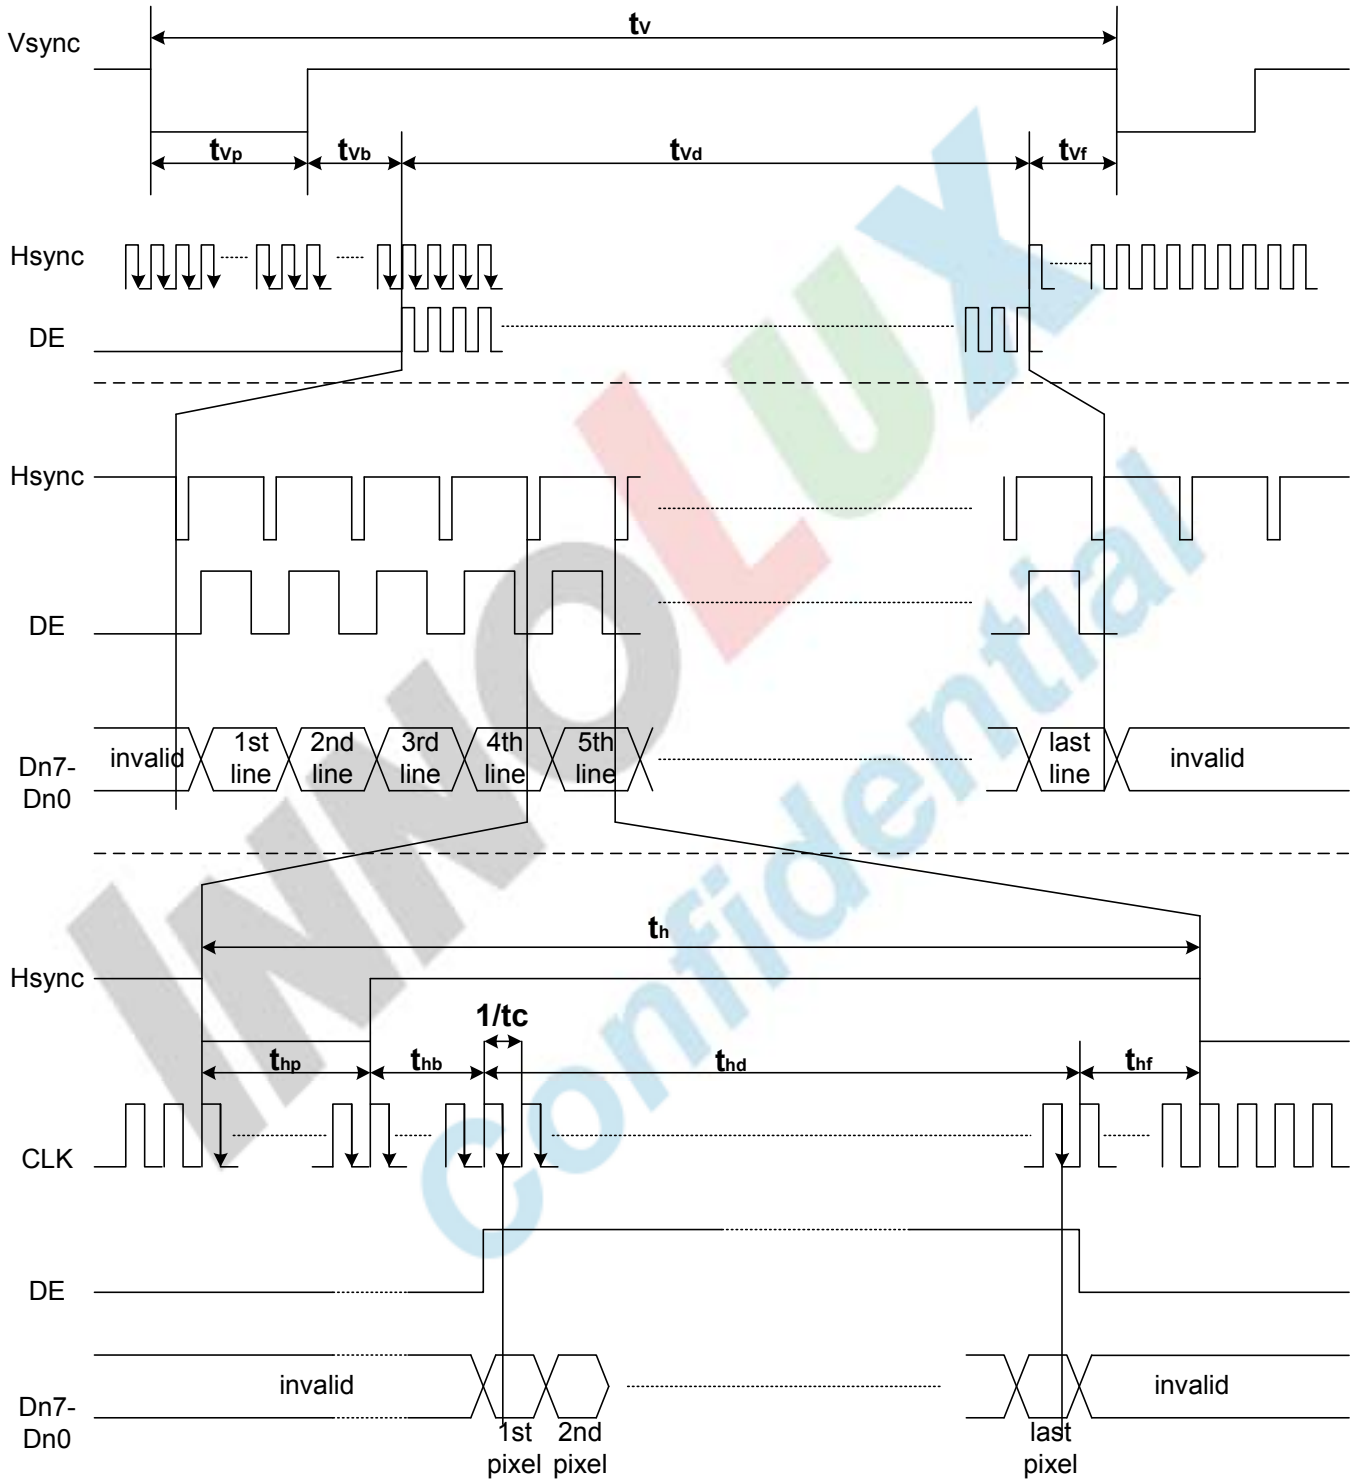 tv
Vsync
tvp
tvb
tvd
tvf
Hsync
DE
Hsync
DE
Dn7-
Dn0
invalid
1st
line
2nd
line
3rd
line
4th
line
5th
line
last
line
invalid
th
Hsync
1/tc
thp
thb
thd
thf
CLK
DE
Dn7-
Dn0
invalid
1st
pixel
2nd
pixel
last
pixel
invalid
INNOLUX
Confidential